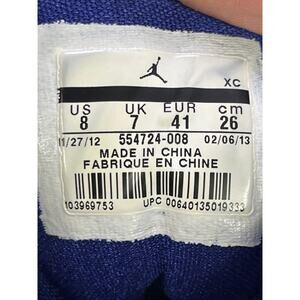 XC
US UK EUR cm
8 7 41 26
11/27/12 554724-008 02/06/13
MADE IN CHINA
FABRIQUE EN CHINE
103969753 UPC 00640135019333